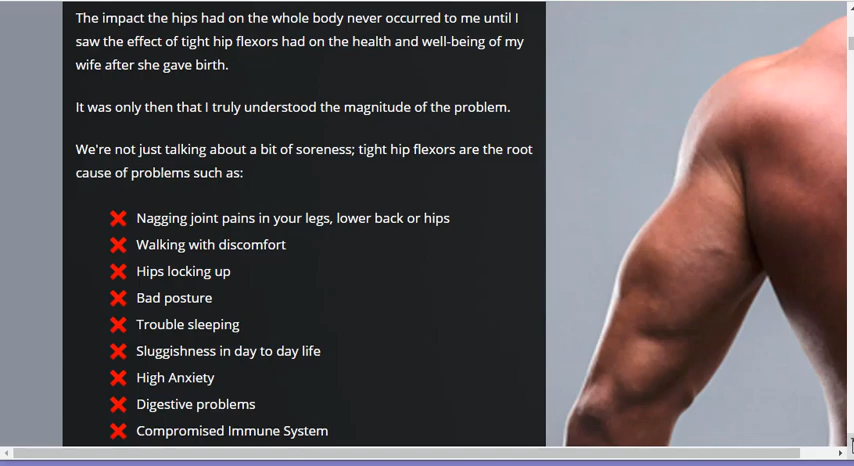 The impact the hips had on the whole body never occurred to me until I
saw the effect of tight hip flexors had on the health and well-being of my
wife after she gave birth.
It was only then that I truly understood the magnitude of the problem.
We're not just talking about a bit of soreness; tight hip flexors are the root
cause of problems such as:
Nagging joint pains in your legs, lower back or hips
Walking with discomfort
Hips locking up
Bad posture
Trouble sleeping
Sluggishness in day to day life
High Anxiety
Digestive problems
Compromised Immune System